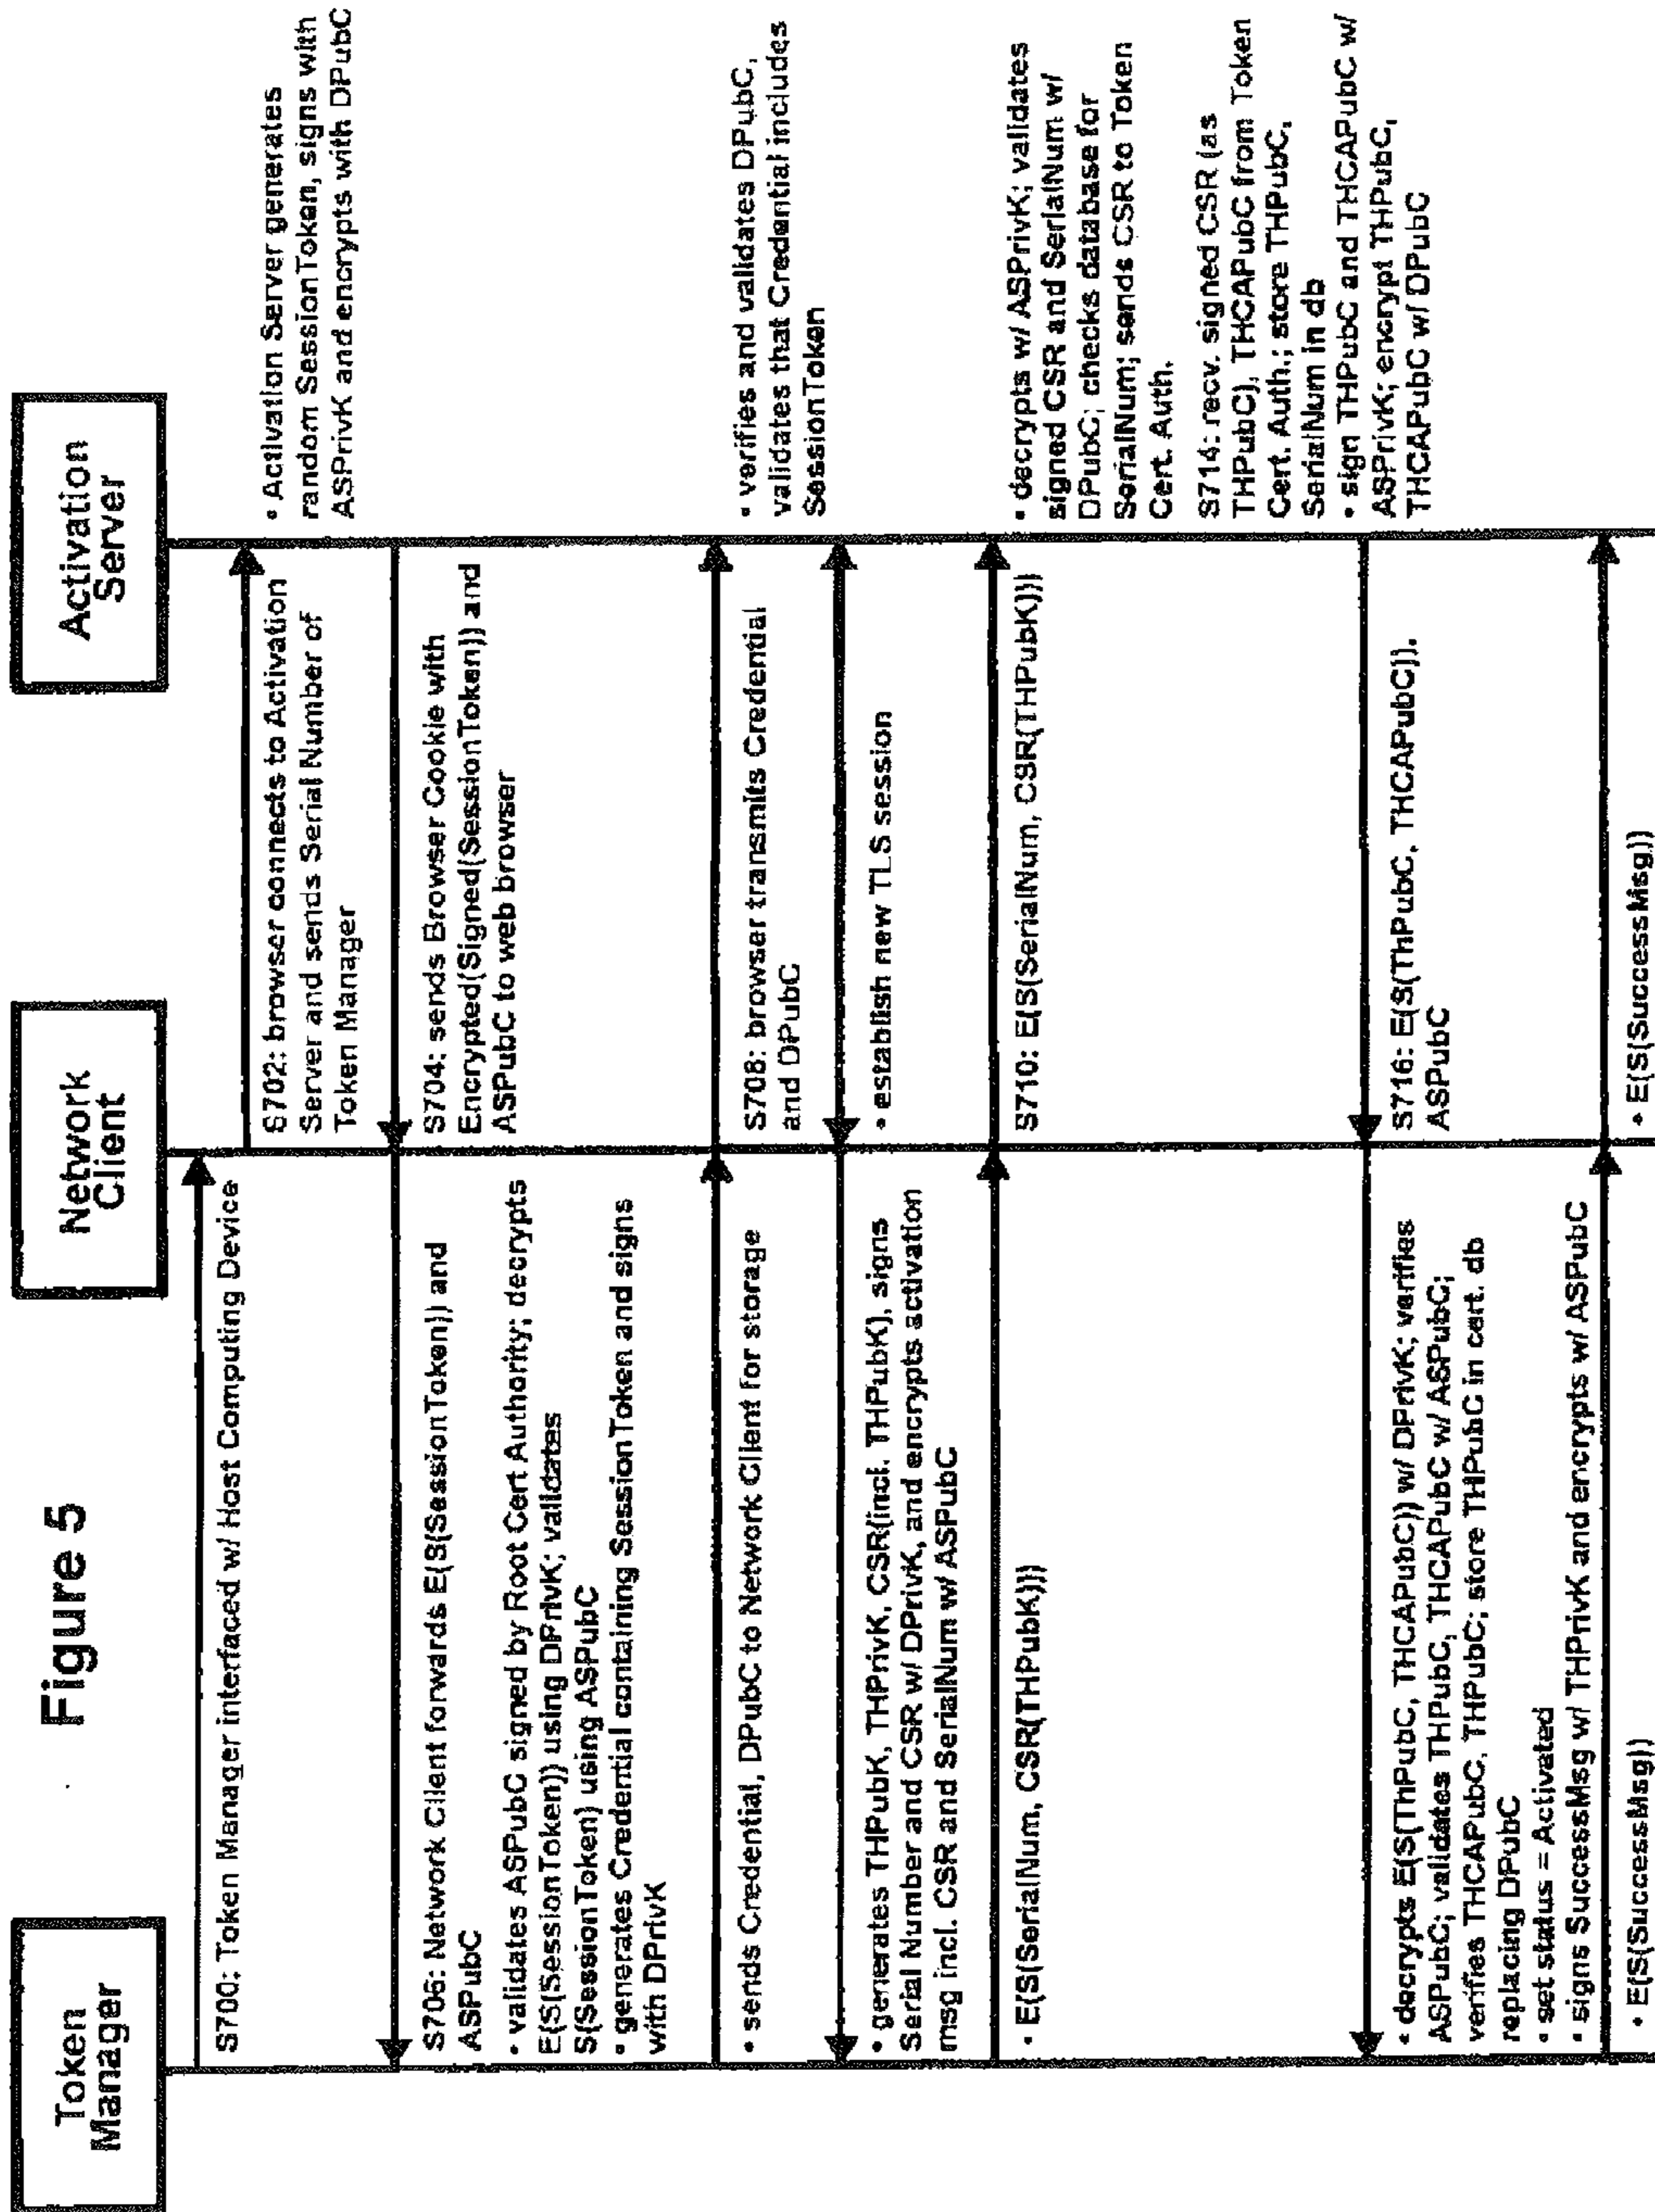 Figure 5
Token
Manager
Network
Client
Activation
Server
S700: Token Manager interfaced w/ Host Computing Device
S702: browser connects to Activation
Server and sends Serial Number of
Token Manager
• Activation Server generates
random SessionToken, signs with
ASPrivK and encrypts with DPubC
S704: sends Browser Cookie with
Encrypted(Signed(SessionToken)) and
ASPubC to web browser
S706: Network Client forwards E(S(SessionToken)) and
ASPubC
• validates ASPubC signed by Root Cert Authority; decrypts
E(S(SessionToken)) using DPrivK; validates
S(SessionToken) using ASPubC
• generates Credential containing SessionToken and signs
with DPrivK
• sends Credential, DPubC to Network Client for storage
S708: browser transmits Credential
and DPubC
• verifies and validates DPubC,
validates that Credential includes
SessionToken
• establish new TLS session
• generates THPubK, THPrivK, CSR(incl. THPubK), signs
Serial Number and CSR w/ DPrivK, and encrypts activation
msg incl. CSR and SerialNum w/ ASPubC
• E(S(SerialNum, CSR(THPubK)))
S710: E(S(SerialNum, CSR(THPubK)))
• decrypts w/ ASPrivK; validates
signed CSR and SerialNum w/
DPubC; checks database for
SerialNum; sends CSR to Token
Cert. Auth.
S714: recv. signed CSR (as
THPubC), THCAPubC from Token
Cert. Auth.; store THPubC,
SerialNum in db
• sign THPubC and THCAPubC w/
ASPrivK; encrypt THPubC,
THCAPubC w/ DPubC
S716: E(S(ThPubC, THCAPubC)),
ASPubC
• decrypts E(S(ThPubC, THCAPubC)) w/ DPrivK; verifies
ASPubC; validates THPubC, THCAPubC w/ ASPubC;
verifies THCAPubC, THPubC; store THPubC in cert. db
replacing DPubC
• set status = Activated
• signs SuccessMsg w/ THPrivK and encrypts w/ ASPubC
• E(S(SuccessMsg))
• E(S(SuccessMsg))